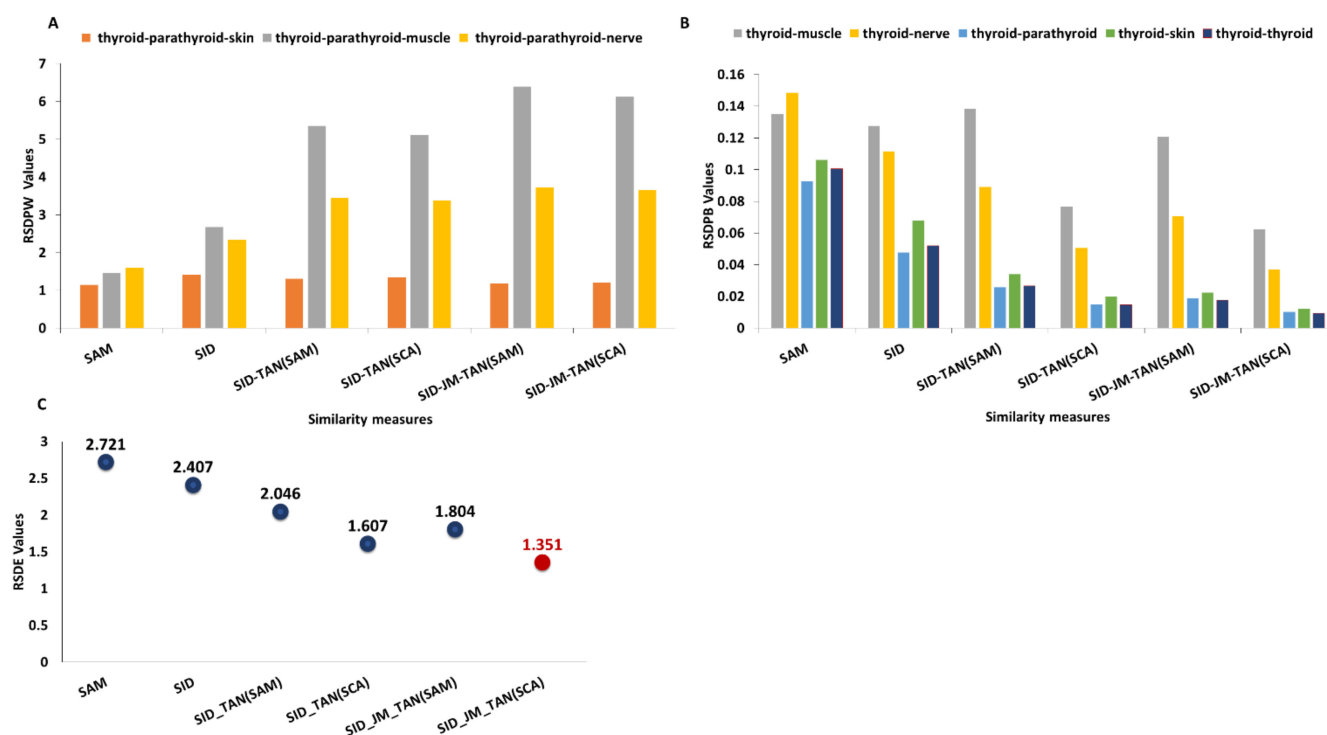 A
thyroid-parathyroid-skin thyroid-parathyroid-muscle thyroid-parathyroid-nerve
7
6
5
4
3
2
1
0
RSDPW Values
SAM
SID
SID-TAN(SAM)
SID-TAN(SCA)
SID-JM-TAN(SAM)
SID-JM-TAN(SCA)
Similarity measures
B
thyroid-muscle thyroid-nerve thyroid-parathyroid thyroid-skin thyroid-thyroid
0.16
0.14
0.12
0.1
0.08
0.06
0.04
0.02
0
RSDPB Values
SAM
SID
SID-TAN(SAM)
SID-TAN(SCA)
SID-JM-TAN(SAM)
SID-JM-TAN(SCA)
Similarity measures
C
3
2.5
2
1.5
1
0.5
0
RSDE Values
2.721
2.407
2.046
1.607
1.804
1.351
SAM
SID
SID_TAN(SAM)
SID_TAN(SCA)
SID_JM_TAN(SAM)
SID_JM_TAN(SCA)